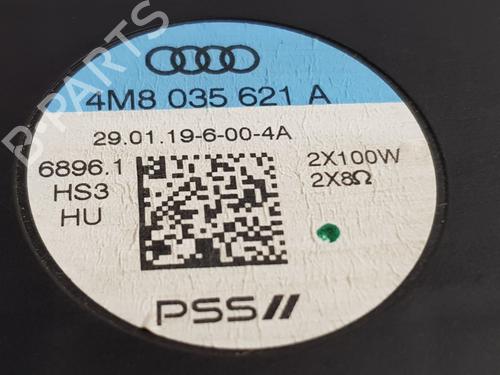 4M8 035 621 A
29.01.19-6-00-4A
6896.1
HS3
HU
2X100W
2X8Ω
PSS//
B-PARTS